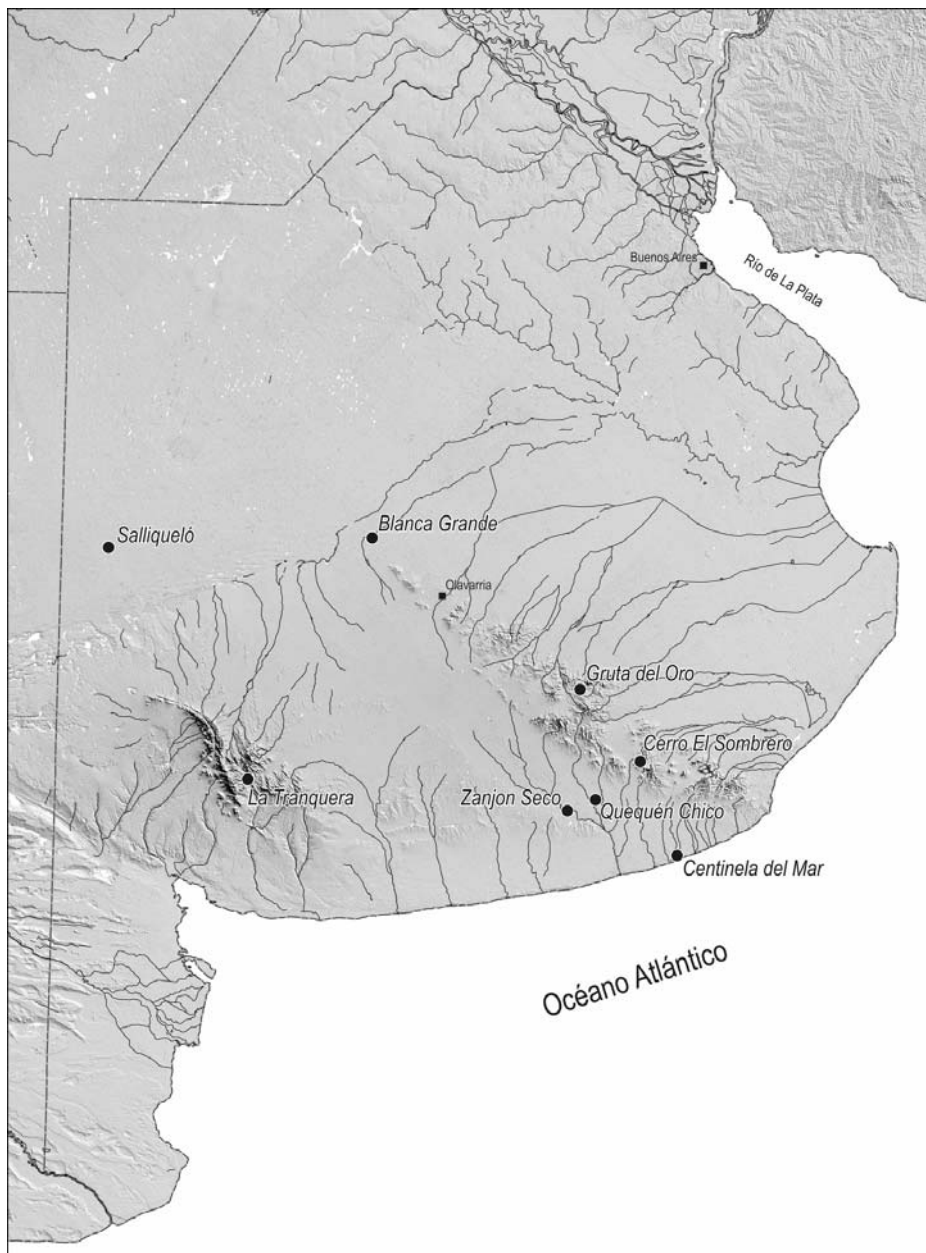 Buenos Aires
Río de La Plata
Salliqueló
Blanca Grande
Olavarria
Gruta del Oro
Cerro El Sombrero
La Tranquera
Zanjon Seco
Quequén Chico
Centinela del Mar
Océano Atlántico